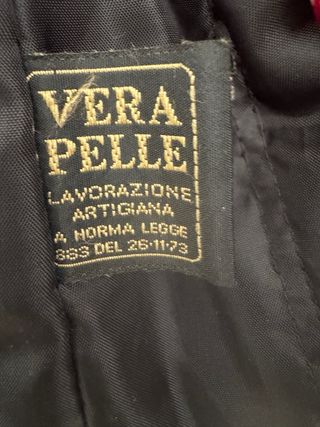 VERA
PELLE
LAVORAZIONE
ARTIGIANA
A NORMA LEGGE
883 DEL 26-11-73